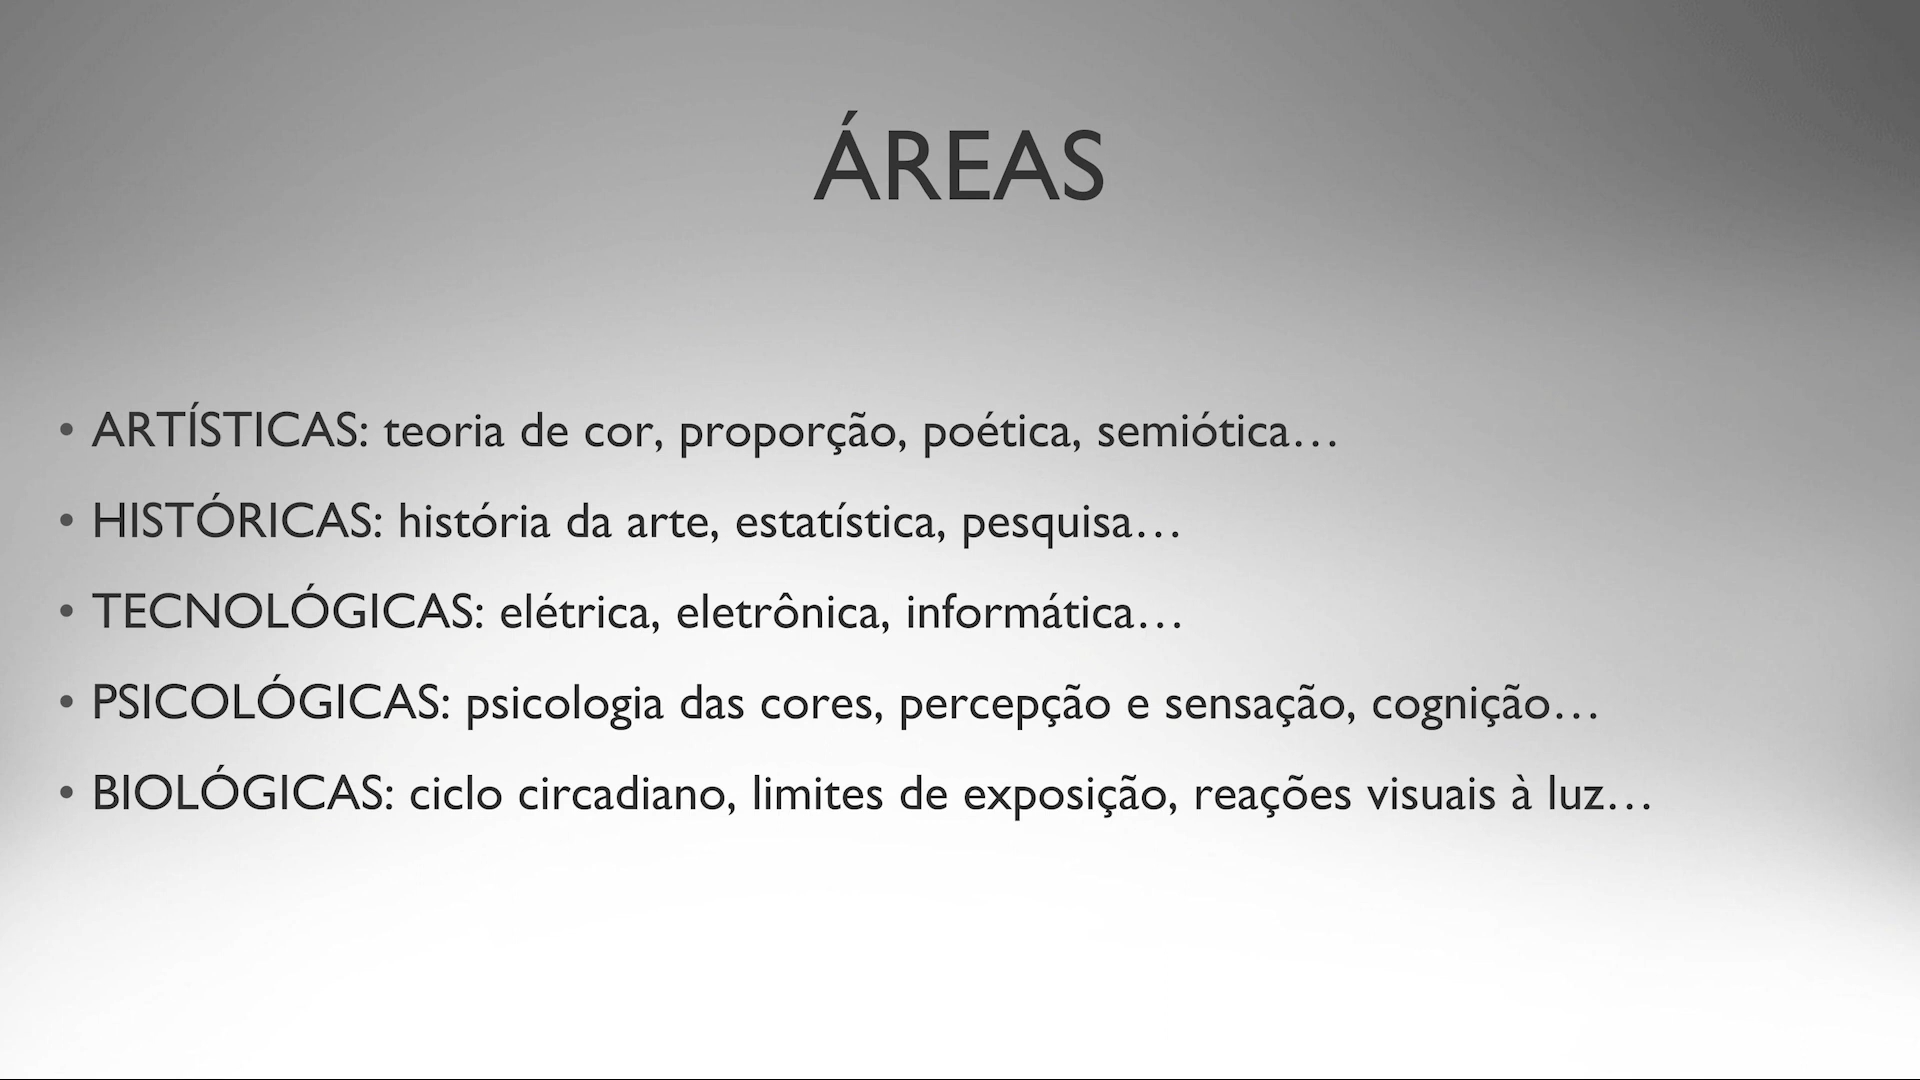 ÁREAS
• ARTÍSTICAS: teoria de cor, proporção, poética, semiótica…
• HISTÓRICAS: história da arte, estatística, pesquisa…
• TECNOLÓGICAS: elétrica, eletrônica, informática…
• PSICOLÓGICAS: psicologia das cores, percepção e sensação, cognição…
• BIOLÓGICAS: ciclo circadiano, limites de exposição, reações visuais à luz…